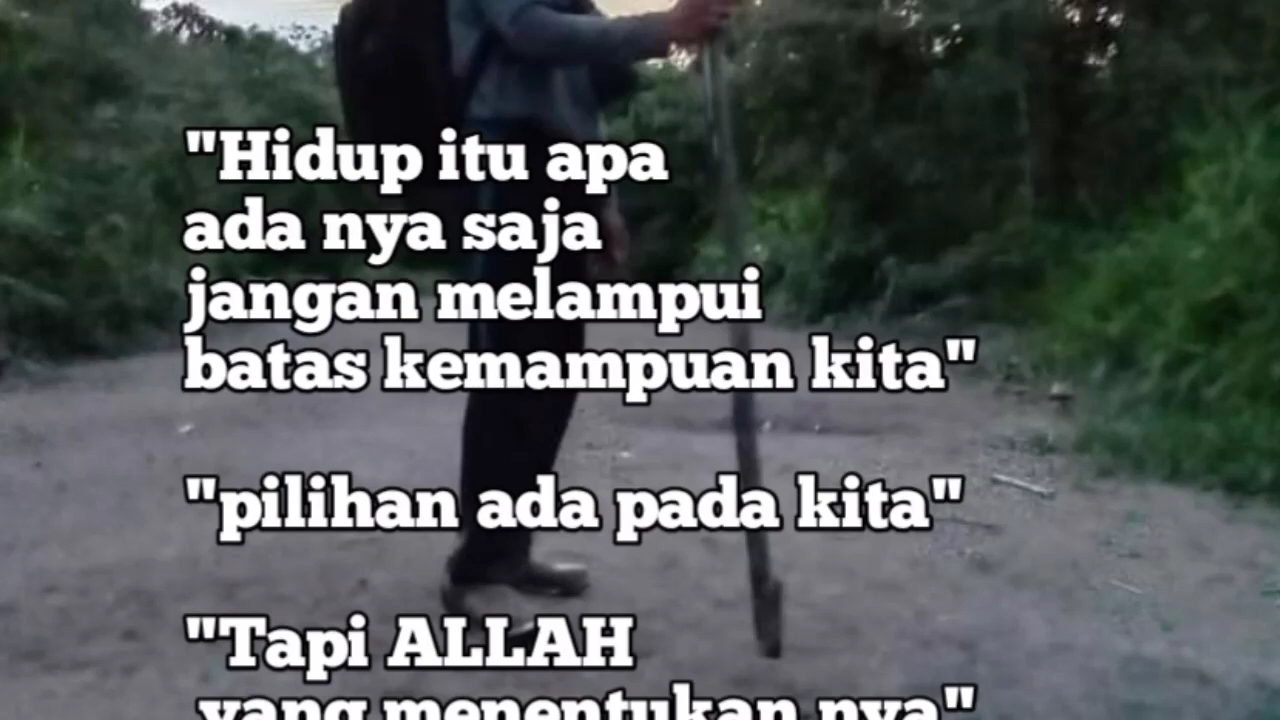 "Hidup itu apa
ada nya saja
jangan melampui
batas kemampuan kita"
"pilihan ada pada kita"
"Tapi ALLAH
yang menentukan nya"